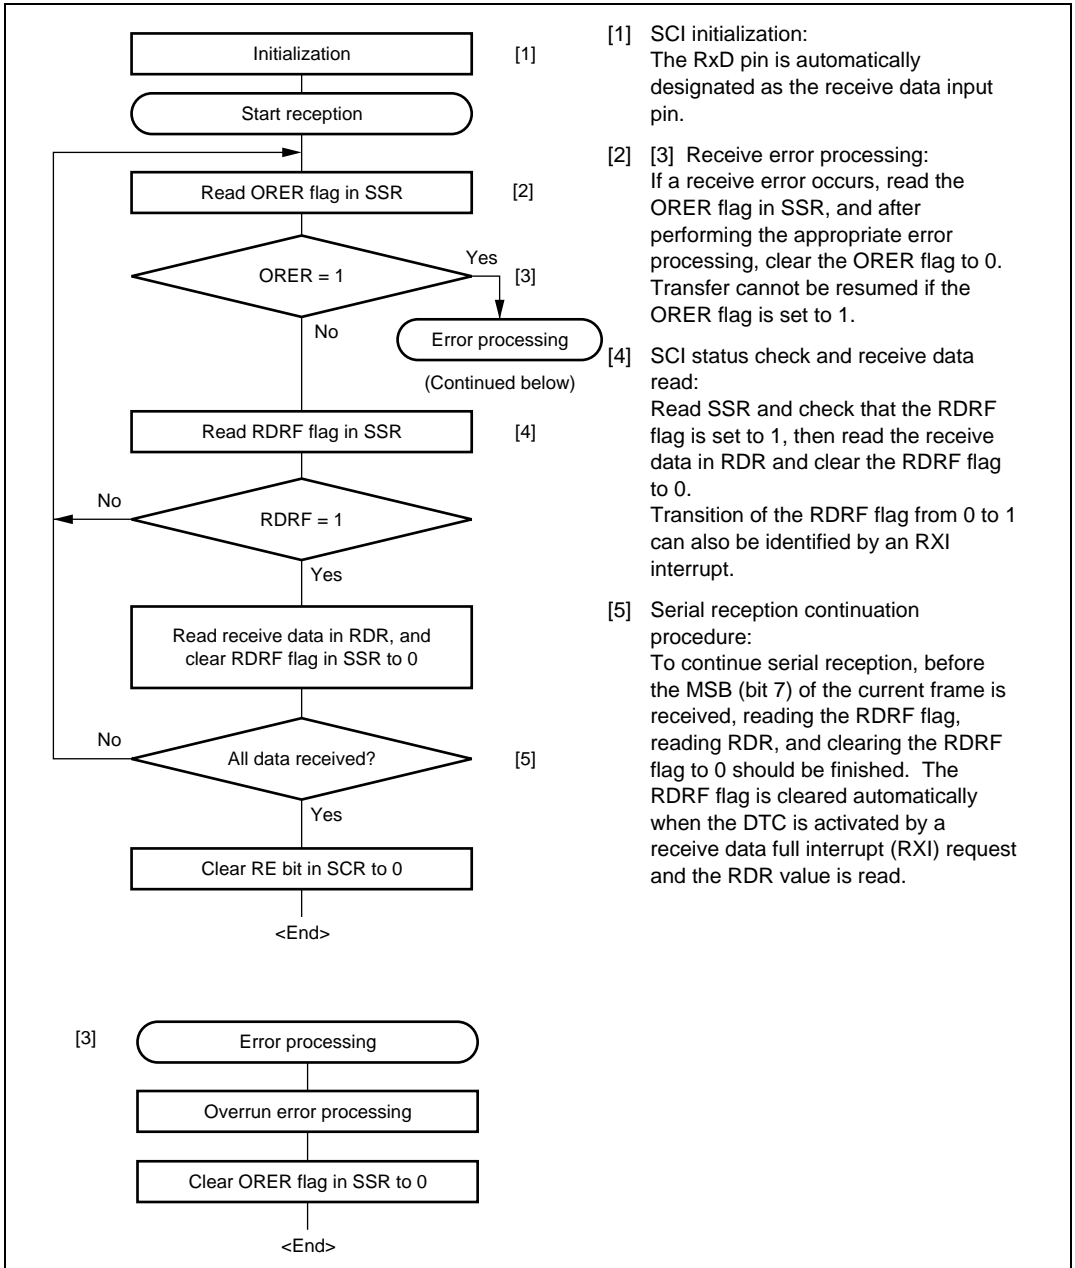 Initialization
[1]
Start reception
Read ORER flag in SSR
[2]
ORER = 1
Yes
[3]
No
Error processing
(Continued below)
Read RDRF flag in SSR
[4]
No
RDRF = 1
Yes
Read receive data in RDR, and
clear RDRF flag in SSR to 0
No
All data received?
[5]
Yes
Clear RE bit in SCR to 0
<End>
[3]
Error processing
Overrun error processing
Clear ORER flag in SSR to 0
<End>
[1] SCI initialization:
The RxD pin is automatically
designated as the receive data input
pin.
[2] [3] Receive error processing:
If a receive error occurs, read the
ORER flag in SSR, and after
performing the appropriate error
processing, clear the ORER flag to 0.
Transfer cannot be resumed if the
ORER flag is set to 1.
[4] SCI status check and receive data
read:
Read SSR and check that the RDRF
flag is set to 1, then read the receive
data in RDR and clear the RDRF flag
to 0.
Transition of the RDRF flag from 0 to 1
can also be identified by an RXI
interrupt.
[5] Serial reception continuation
procedure:
To continue serial reception, before
the MSB (bit 7) of the current frame is
received, reading the RDRF flag,
reading RDR, and clearing the RDRF
flag to 0 should be finished. The
RDRF flag is cleared automatically
when the DTC is activated by a
receive data full interrupt (RXI) request
and the RDR value is read.